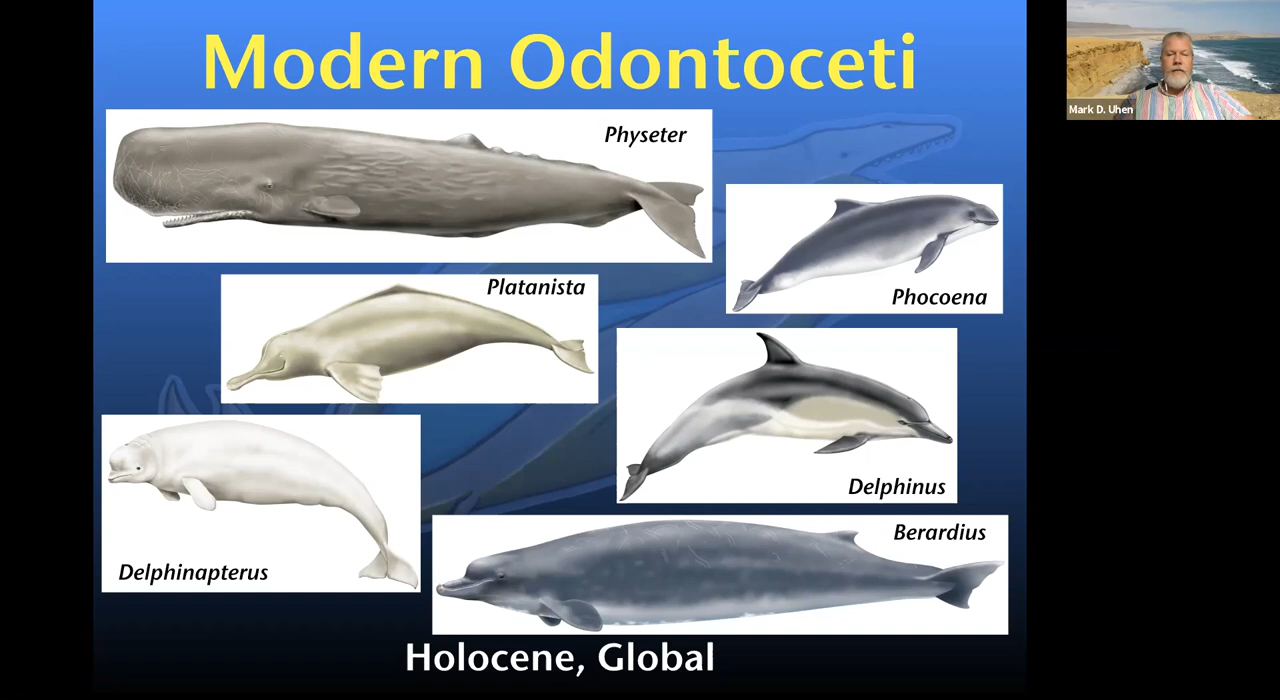 Modern Odontoceti
Mark D. Uhen
Physeter
Phocoena
Platanista
Delphinus
Delphinapterus
Berardius
Holocene, Global